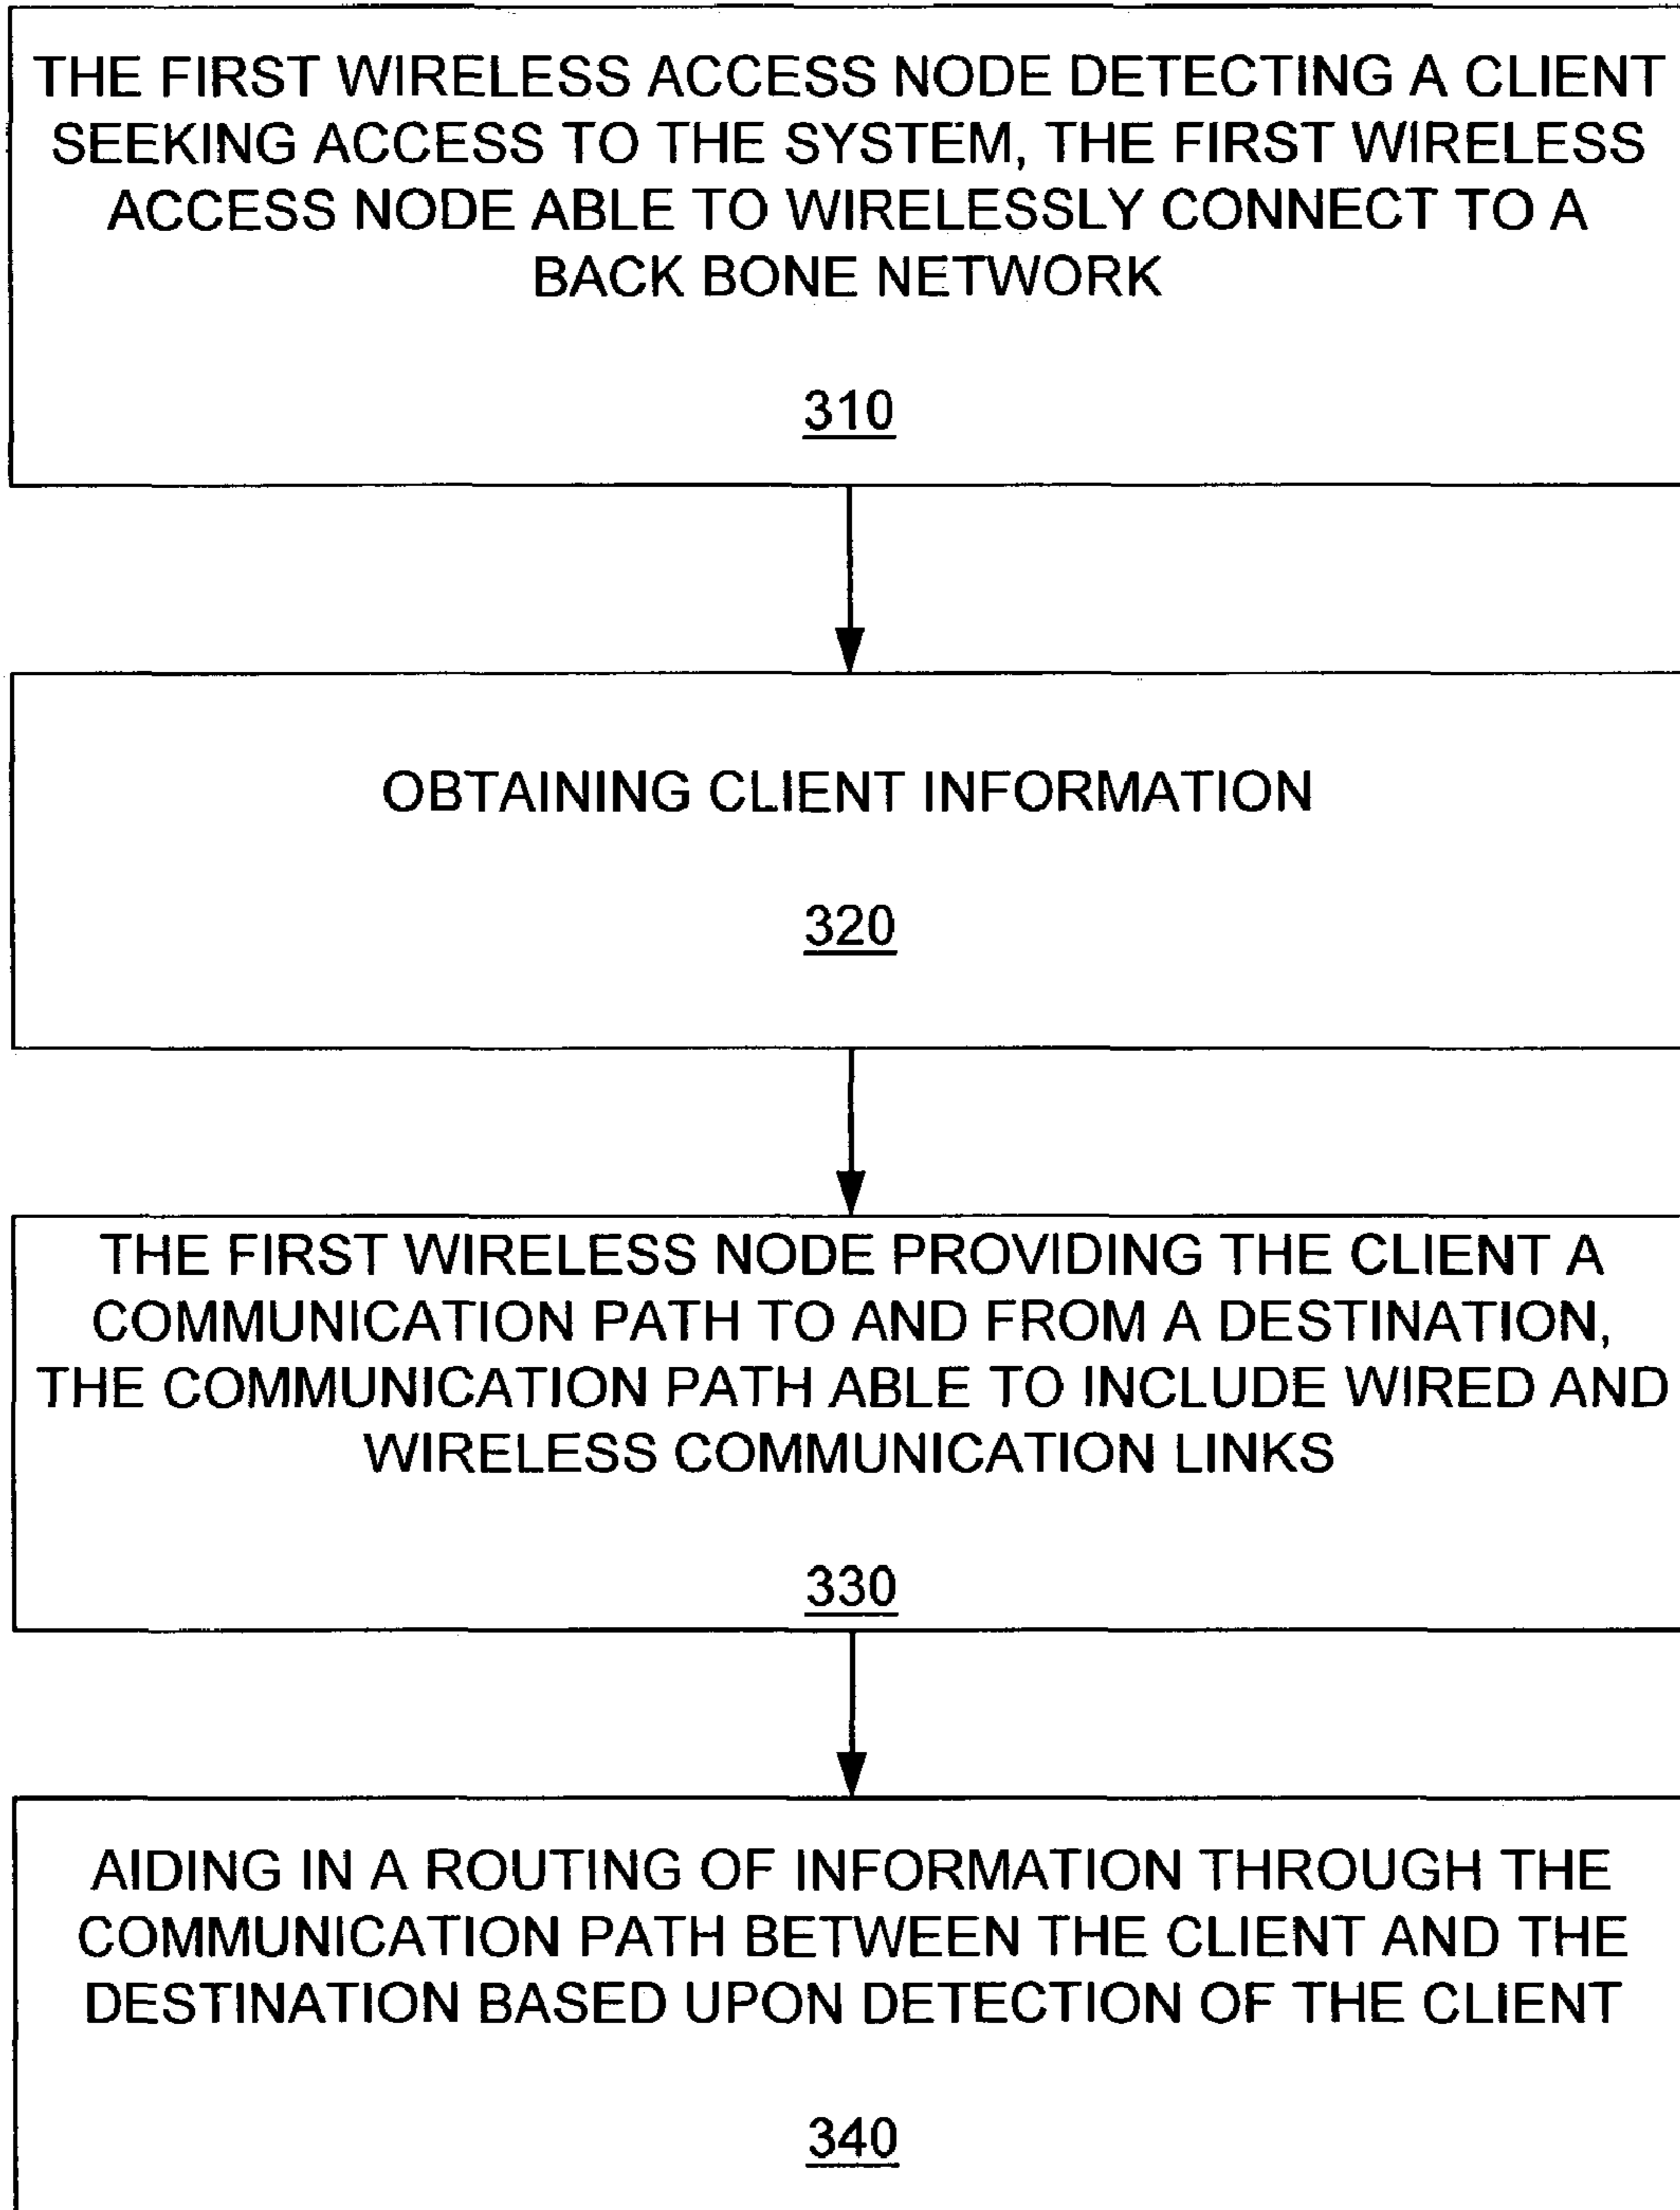 THE FIRST WIRELESS ACCESS NODE DETECTING A CLIENT
SEEKING ACCESS TO THE SYSTEM, THE FIRST WIRELESS
ACCESS NODE ABLE TO WIRELESSLY CONNECT TO A
BACK BONE NETWORK
310
OBTAINING CLIENT INFORMATION
320
THE FIRST WIRELESS NODE PROVIDING THE CLIENT A
COMMUNICATION PATH TO AND FROM A DESTINATION,
THE COMMUNICATION PATH ABLE TO INCLUDE WIRED AND
WIRELESS COMMUNICATION LINKS
330
AIDING IN A ROUTING OF INFORMATION THROUGH THE
COMMUNICATION PATH BETWEEN THE CLIENT AND THE
DESTINATION BASED UPON DETECTION OF THE CLIENT
340